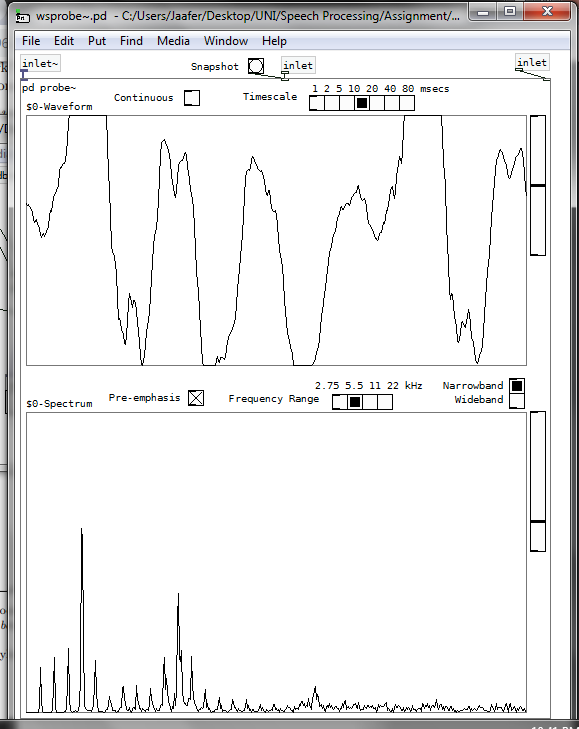 wsprobe~.pd - C:/Users/Jaafer/Desktop/UNI/Speech Processing/Assignment/...
File Edit Put Find Media Window Help
inlet~ Snapshot inlet inlet
pd probe~
Continuous Timescale 1 2 5 10 20 40 80 msecs
$0-Waveform
2.75 5.5 11 22 kHz Narrowband
Pre-emphasis Frequency Range Wideband
$0-Spectrum